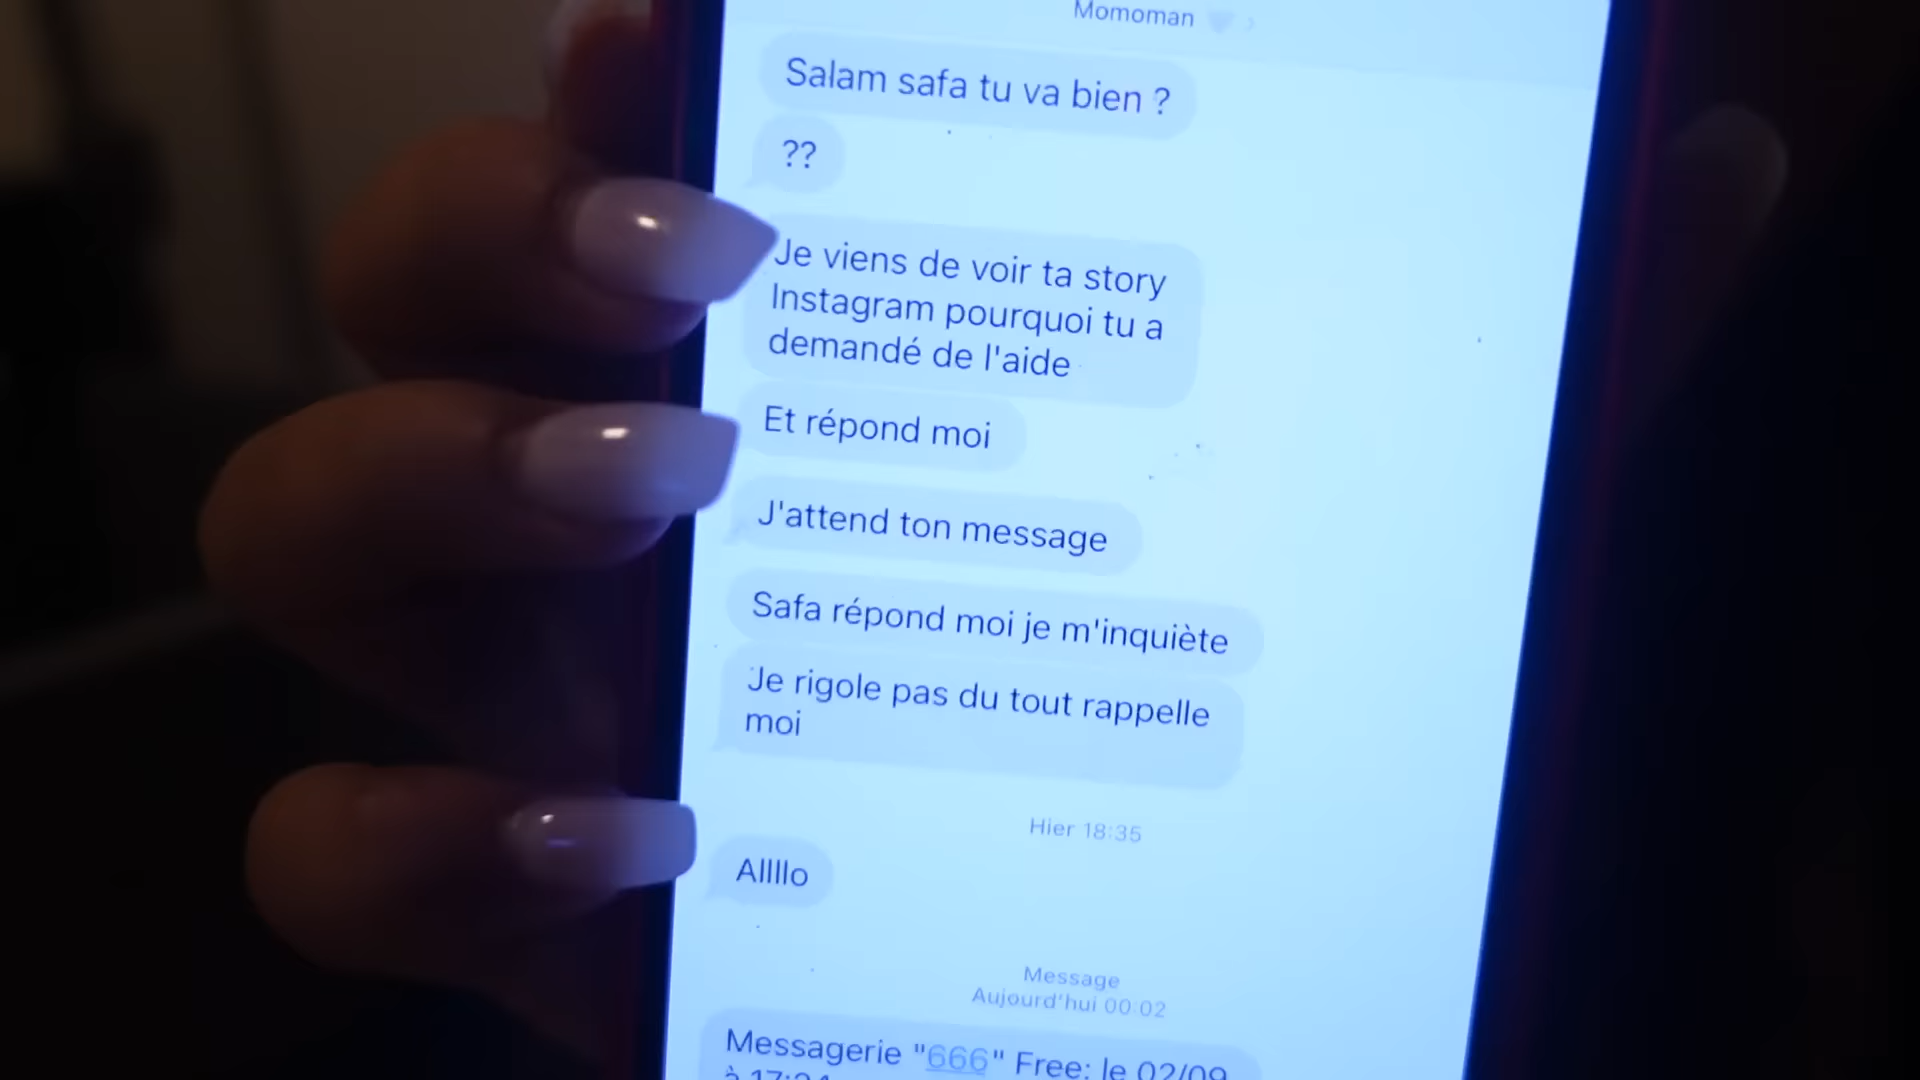 Momoman
Salam safa tu va bien ?
??
Je viens de voir ta story
Instagram pourquoi tu a
demandé de l'aide
Et répond moi
J'attend ton message
Safa répond moi je m'inquiète
Je rigole pas du tout rappelle
moi
Hier 18:35
Allllo
Message
Aujourd'hui 00:02
Messagerie "666" Free: le 02/09